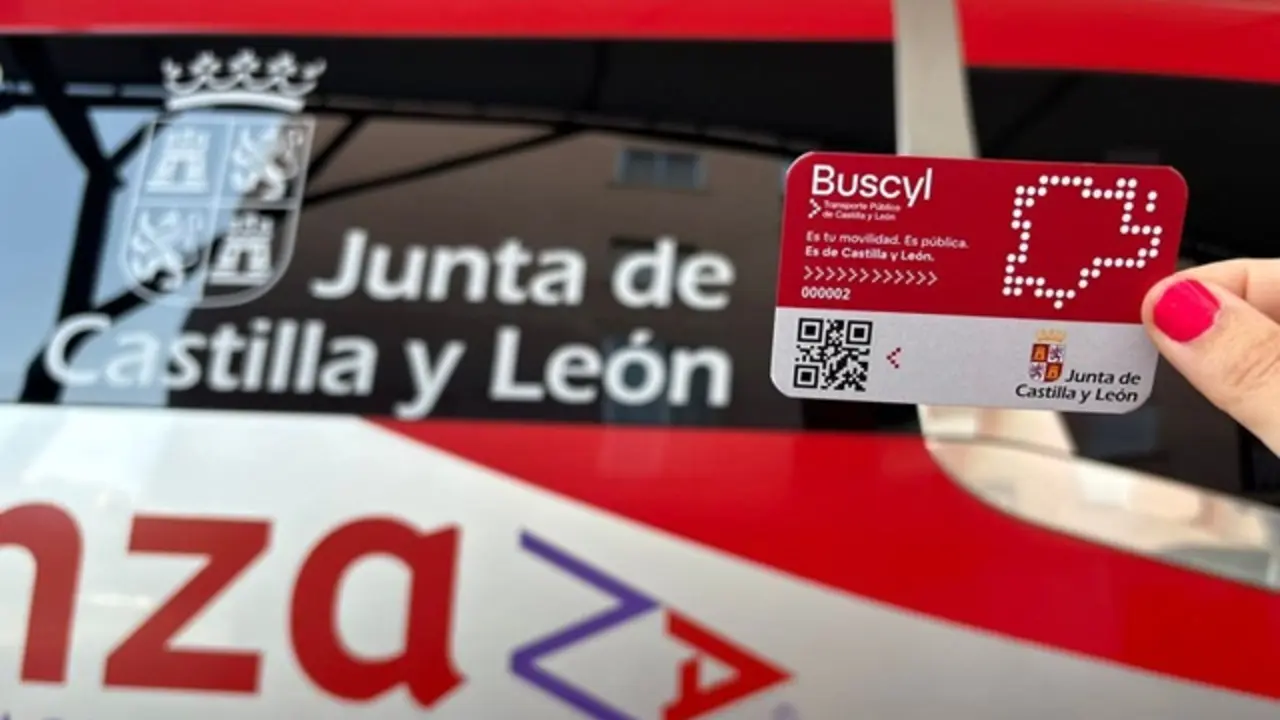 Junta de
Castilla y León
Buscyl
Transporte Público
de Castilla y León
Es tu movilidad. Es pública.
Es de Castilla y León.
000002
Junta de
Castilla y León
nza